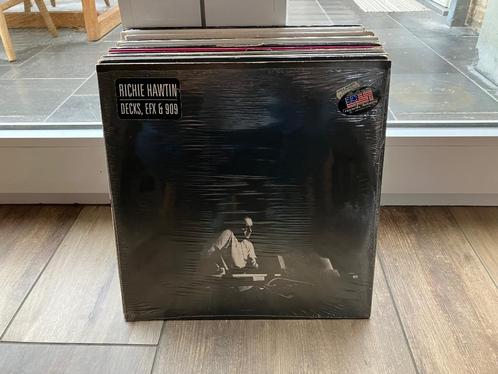 RICHIE HAWTIN
DECKS, EFX & 909